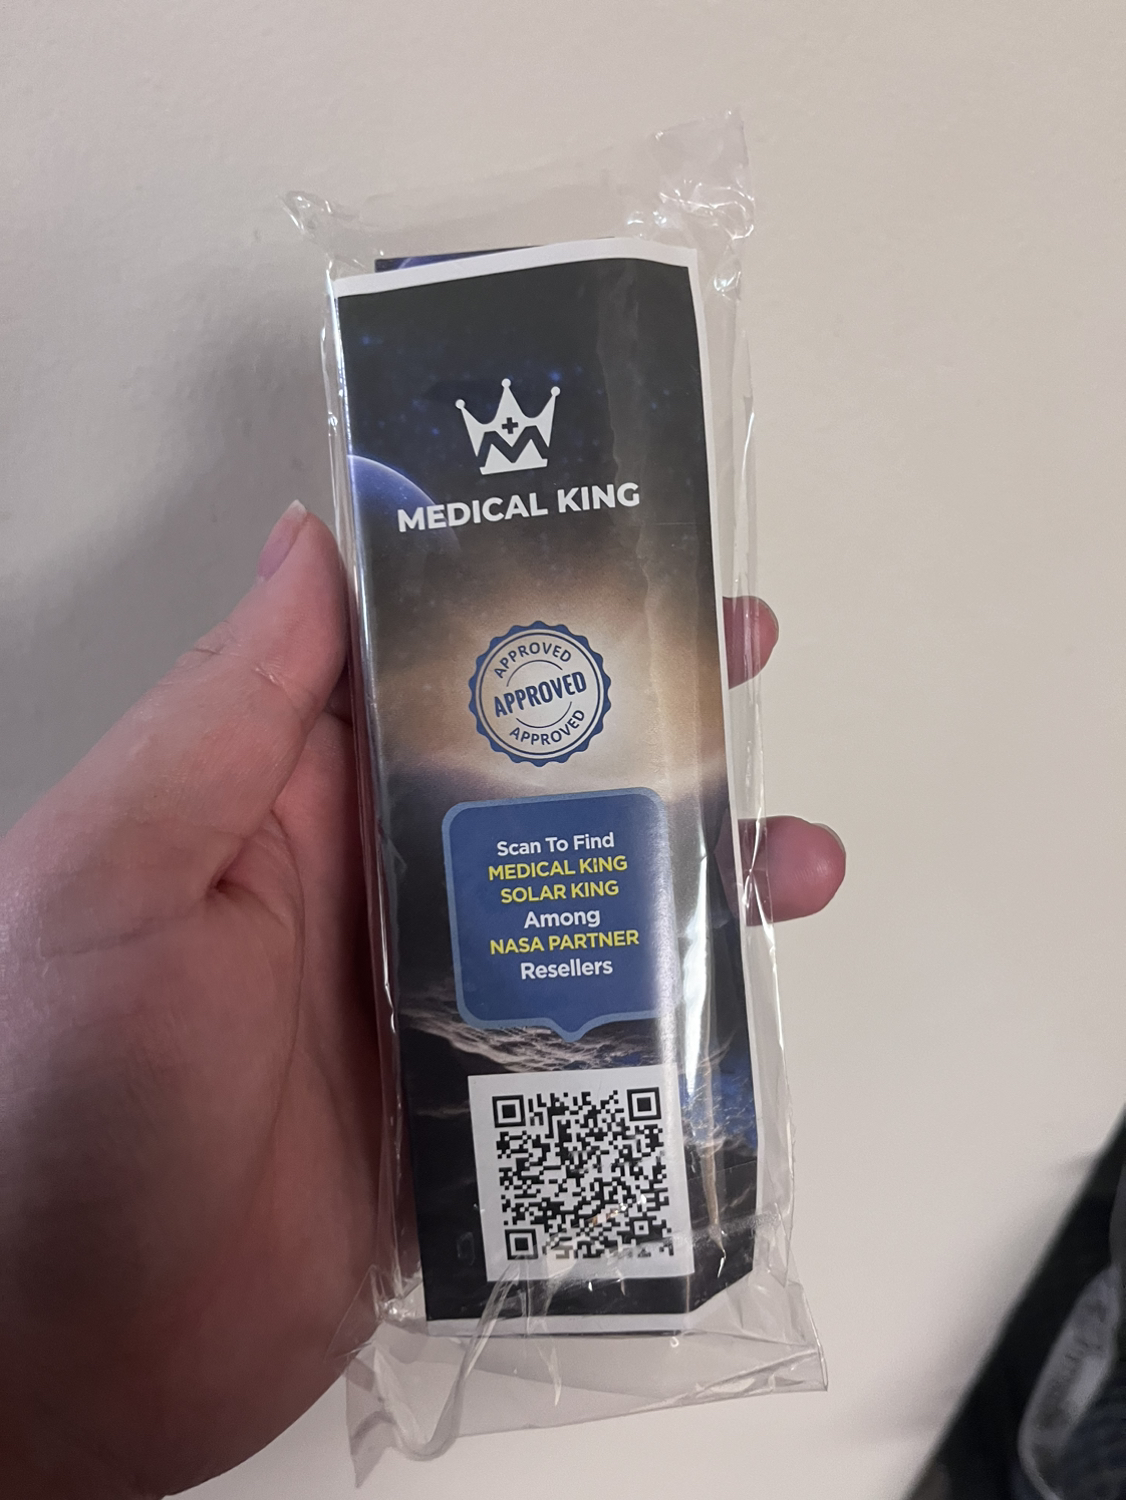 MEDICAL KING
APPROVED
APPROVED
APPROVED
Scan To Find
MEDICAL KING
SOLAR KING
Among
NASA PARTNER
Resellers